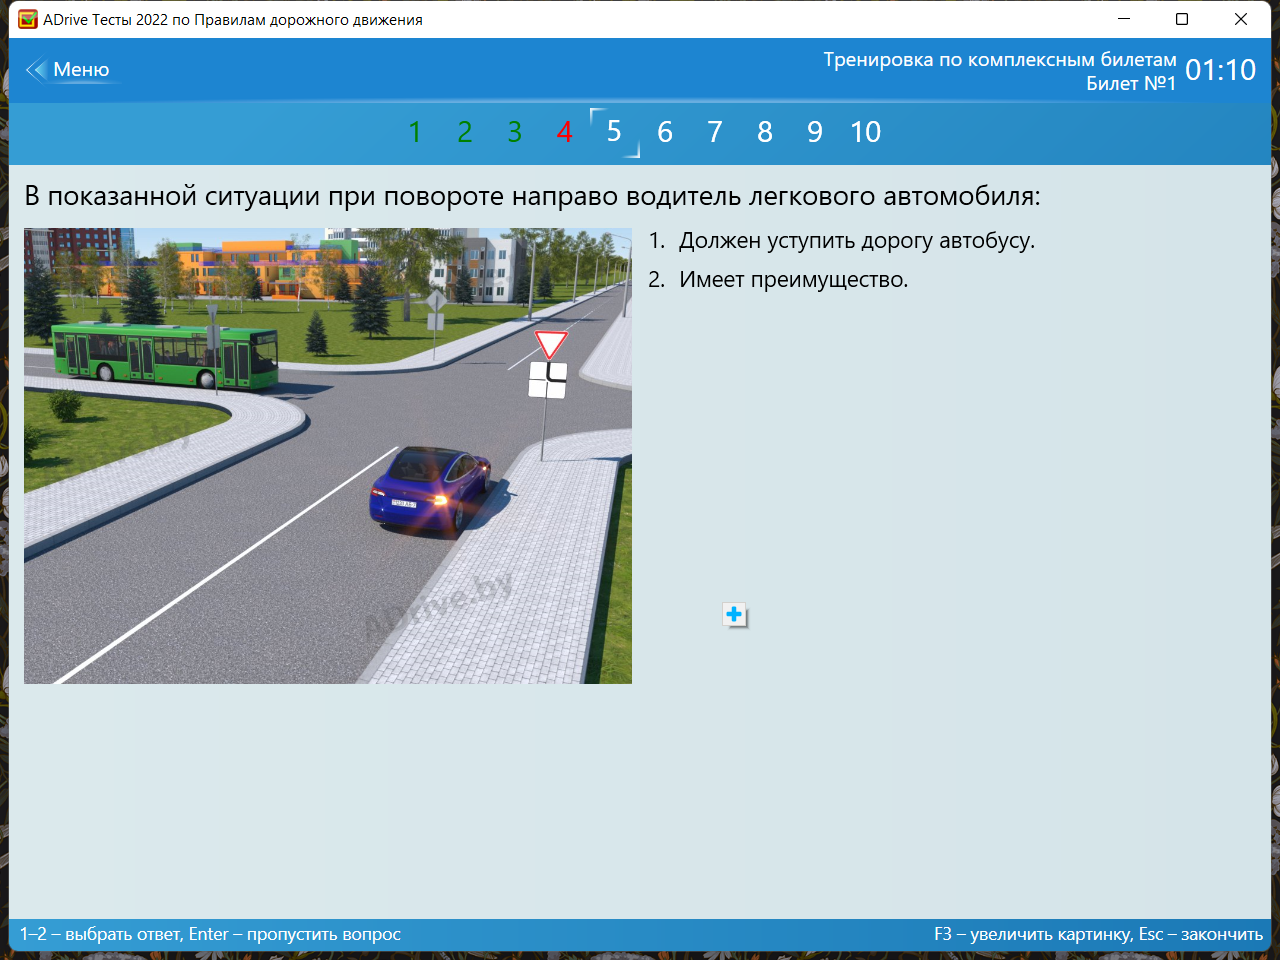 ADrive Тесты 2022 по Правилам дорожного движения
Меню
Тренировка по комплексным билетам
Билет №1
01:10
1 2 3 4 5 6 7 8 9 10
В показанной ситуации при повороте направо водитель легкового автомобиля:
1. Должен уступить дорогу автобусу.
2. Имеет преимущество.
ADrive.by
1–2 – выбрать ответ, Enter – пропустить вопрос
F3 – увеличить картинку, Esc – закончить